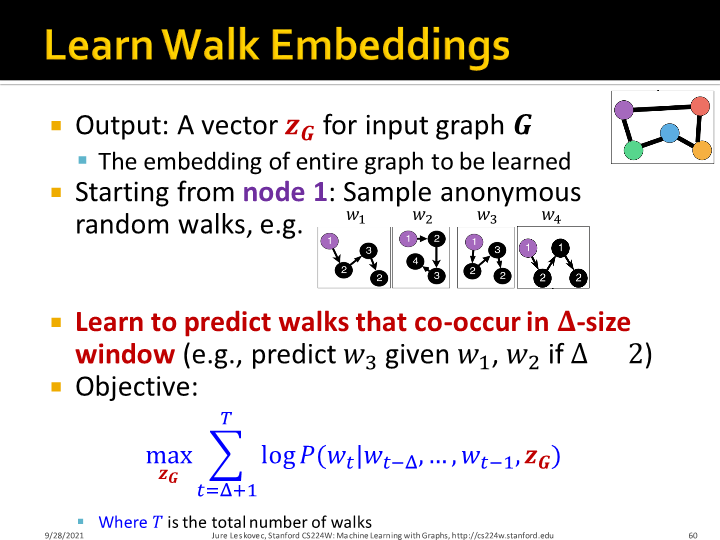 Learn Walk Embeddings
Output: A vector z_G for input graph G
The embedding of entire graph to be learned
Starting from node 1: Sample anonymous
random walks, e.g.
w_1 w_2 w_3 w_4
1 2 3 2
1 2 3 4
1 2 3 2
1 2 1 2
Learn to predict walks that co-occur in Δ-size
window (e.g., predict w_3 given w_1, w_2 if Δ 2)
Objective:
max_{z_G} ∑_{t=Δ+1}^{T} log P(w_t|w_{t−Δ}, … , w_{t−1}, z_G)
Where T is the total number of walks
9/28/2021 Jure Leskovec, Stanford CS224W: Machine Learning with Graphs, http://cs224w.stanford.edu 60